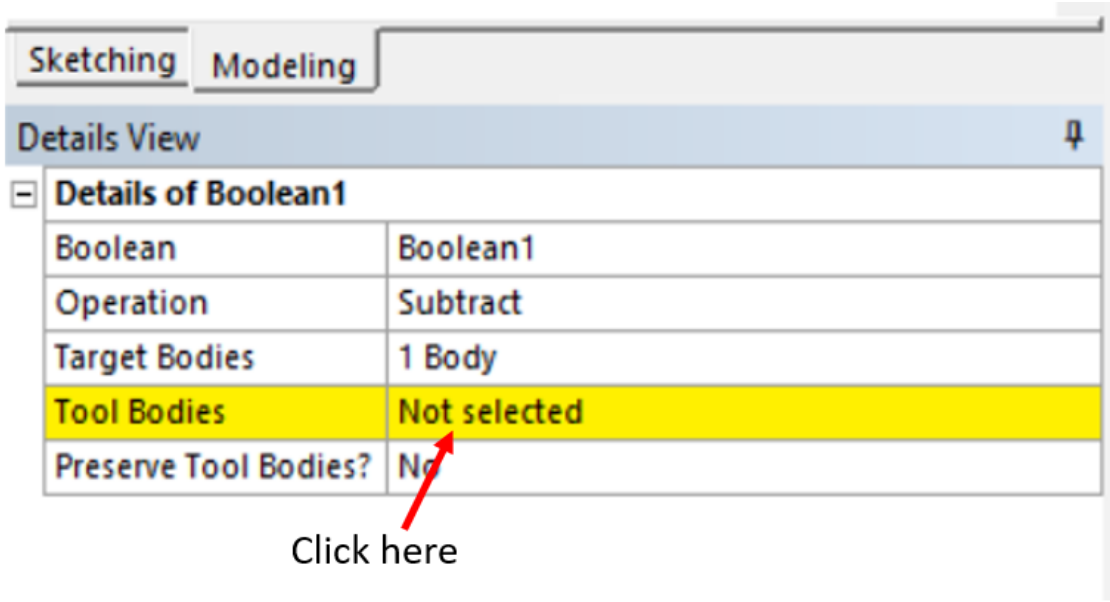 Sketching Modeling
Details View
Details of Boolean1
Boolean Boolean1
Operation Subtract
Target Bodies 1 Body
Tool Bodies Not selected
Preserve Tool Bodies? No
Click here